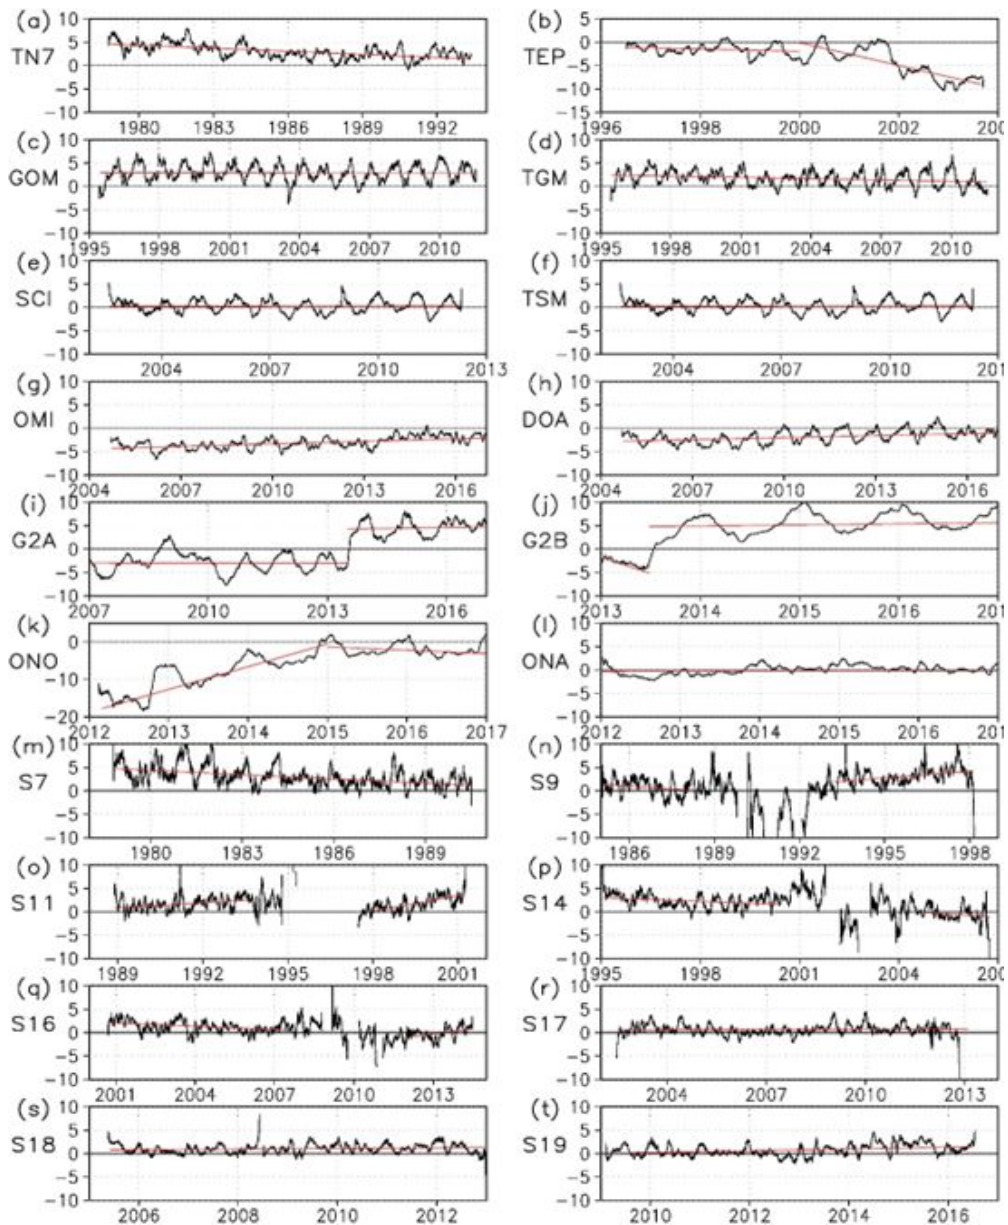 (a) (b)
TN7 10 5 0 −5 −10 TEP 5 0 −5 −10 15
1980 1983 1986 1989 1992 1996 1998 2000 2002 200
(c) (d)
GOM 10 5 0 −5 −10 TGM 10 5 0 −5 −10
1995 1998 2001 2004 2007 2010 1995 1998 2001 2004 2007 2010
(e) (f)
SCI 10 5 0 −5 −10 TSM 10 5 0 −5 −10
2004 2007 2010 2013 2004 2007 2010 201
(g) (h)
OMI 10 5 0 −5 −10 DOA 10 5 0 −5 −10
2004 2007 2010 2013 2016 2004 2007 2010 2013 2016
(i) (j)
G2A 10 5 0 −5 −10 G2B 10 5 0 −5 −10
2007 2010 2013 2016 2013 2014 2015 2016 201
(k) (l)
ONO 0 −10 −20 ONA 10 5 0 −5 −10
2012 2013 2014 2015 2016 2017 2012 2013 2014 2015 2016 201
(m) (n)
S7 10 5 0 −5 −10 S9 10 5 0 −5 −10
1980 1983 1986 1989 1986 1989 1992 1995 1998
(o) (p)
S11 10 5 0 −5 −10 S14 10 5 0 −5 −10
1989 1992 1995 1998 2001 1995 1998 2001 2004 200
(q) (r)
S16 10 5 0 −5 −10 S17 10 5 0 −5 −10
2001 2004 2007 2010 2013 2004 2007 2010 2013
(s) (t)
S18 10 5 0 −5 −10 S19 10 5 0 −5 −10
2006 2008 2010 2012 2010 2012 2014 2016